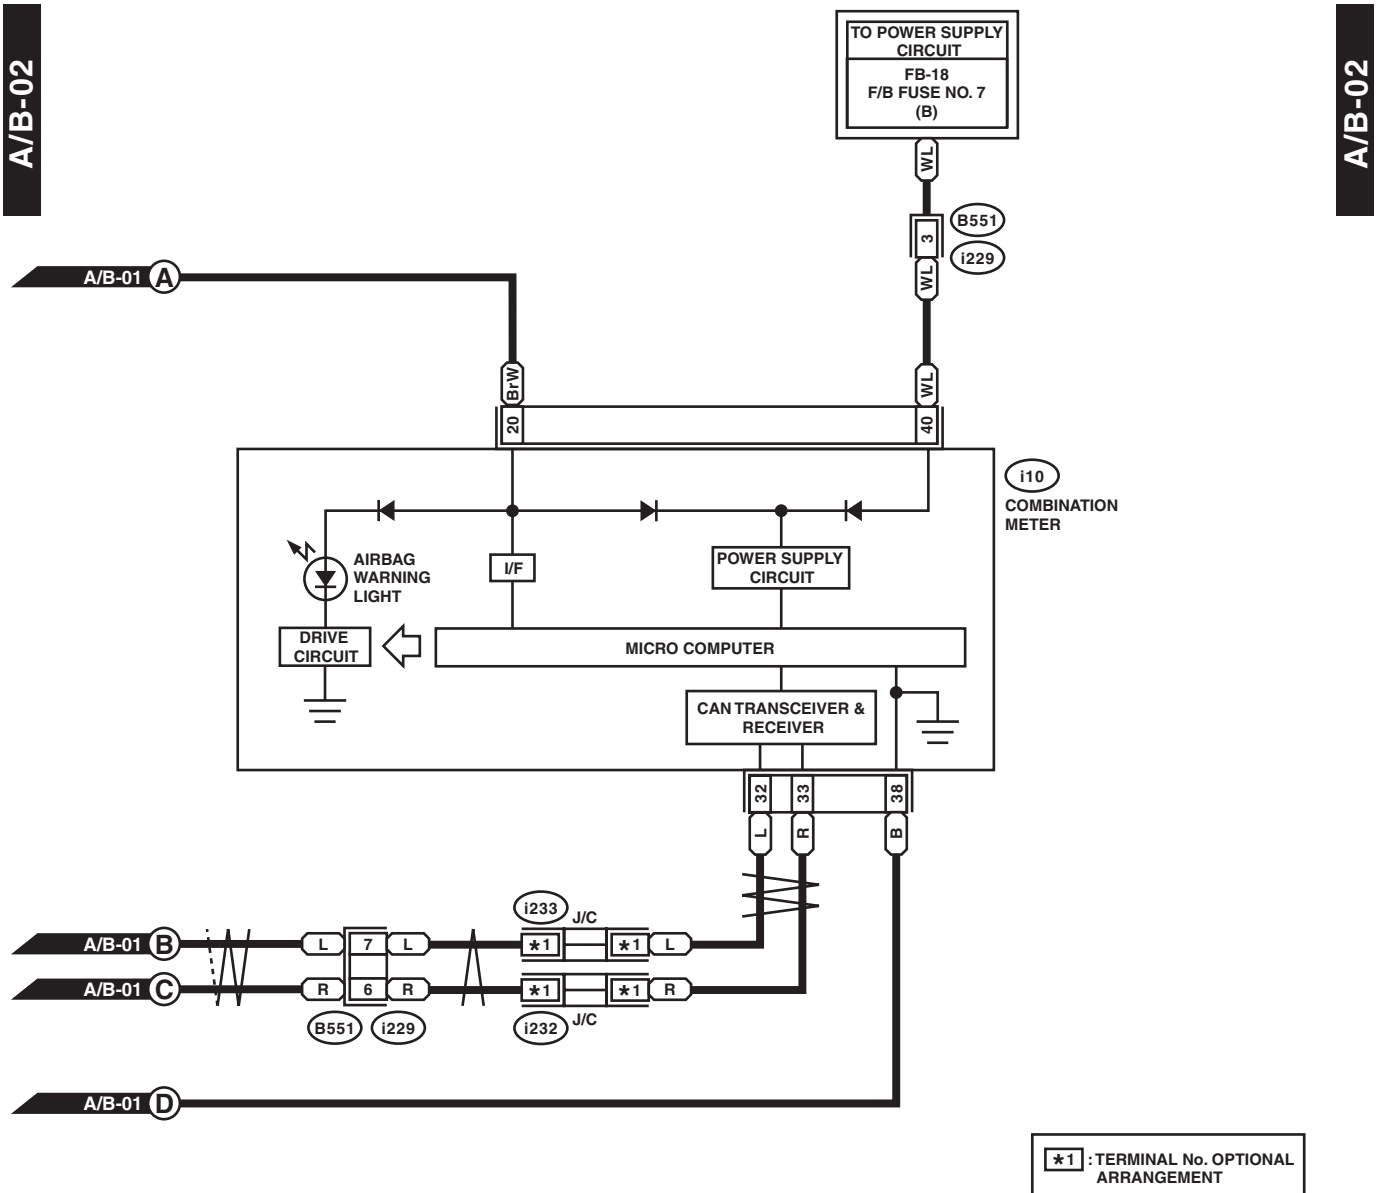 A/B-02
A/B-02
TO POWER SUPPLY
CIRCUIT
FB-18
F/B FUSE NO. 7
(B)
WL
3
B551
i229
WL
A/B-01 A
BrW
WL
20
40
i10
COMBINATION
METER
AIRBAG
WARNING
LIGHT
I/F
POWER SUPPLY
CIRCUIT
DRIVE
CIRCUIT
MICRO COMPUTER
CAN TRANSCEIVER &
RECEIVER
32
33
38
L
R
B
i233
J/C
A/B-01 B
L
7
L
*1
*1
L
A/B-01 C
R
6
R
*1
*1
R
B551
i229
i232
J/C
A/B-01 D
*1 : TERMINAL No. OPTIONAL
ARRANGEMENT